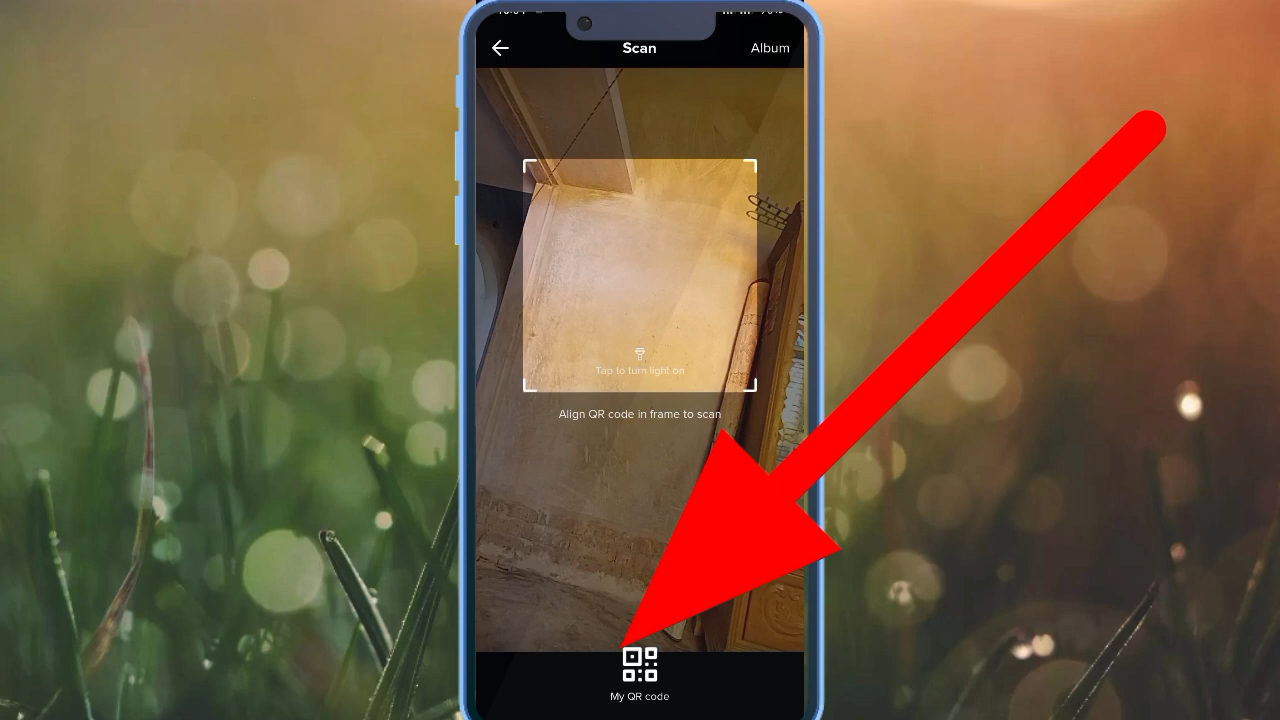 Scan
Album
Tap to turn light on
Align QR code in frame to scan
My QR code